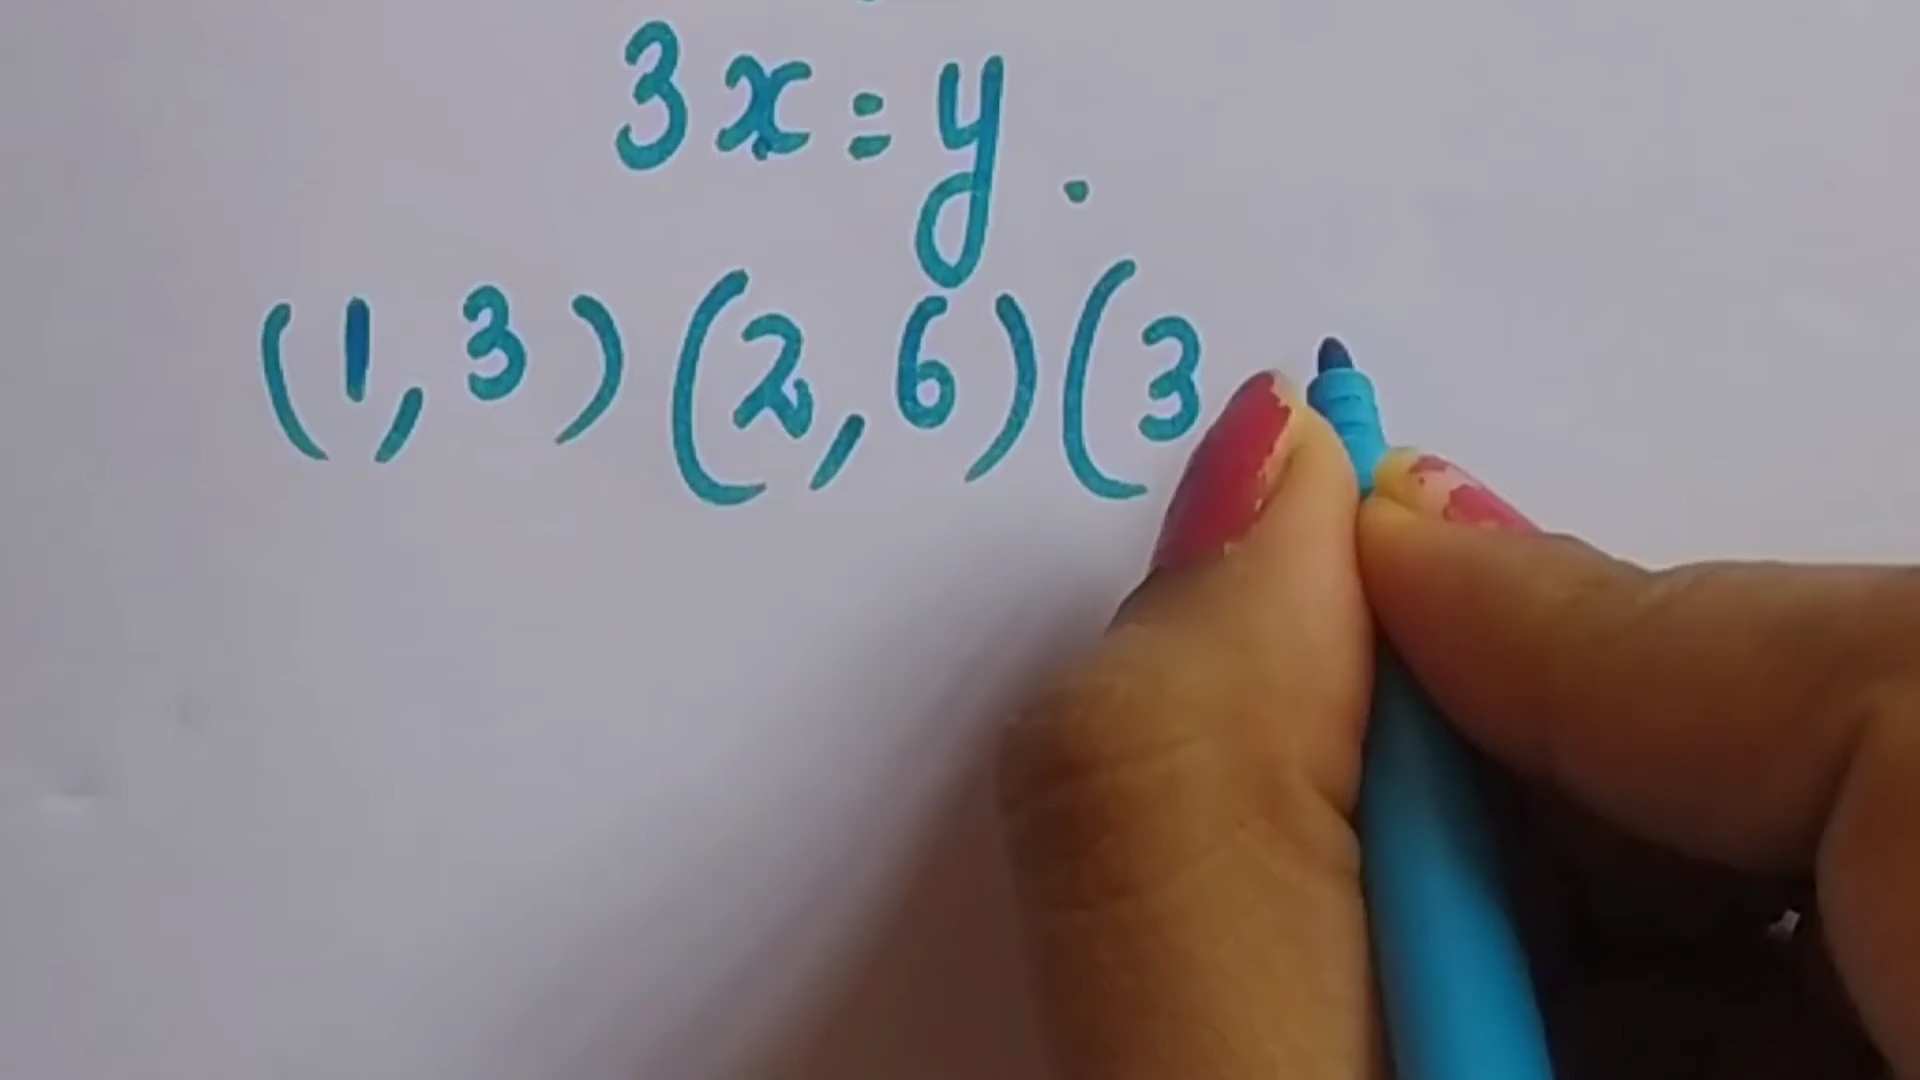 3x = y.
(1, 3) (2, 6) (3